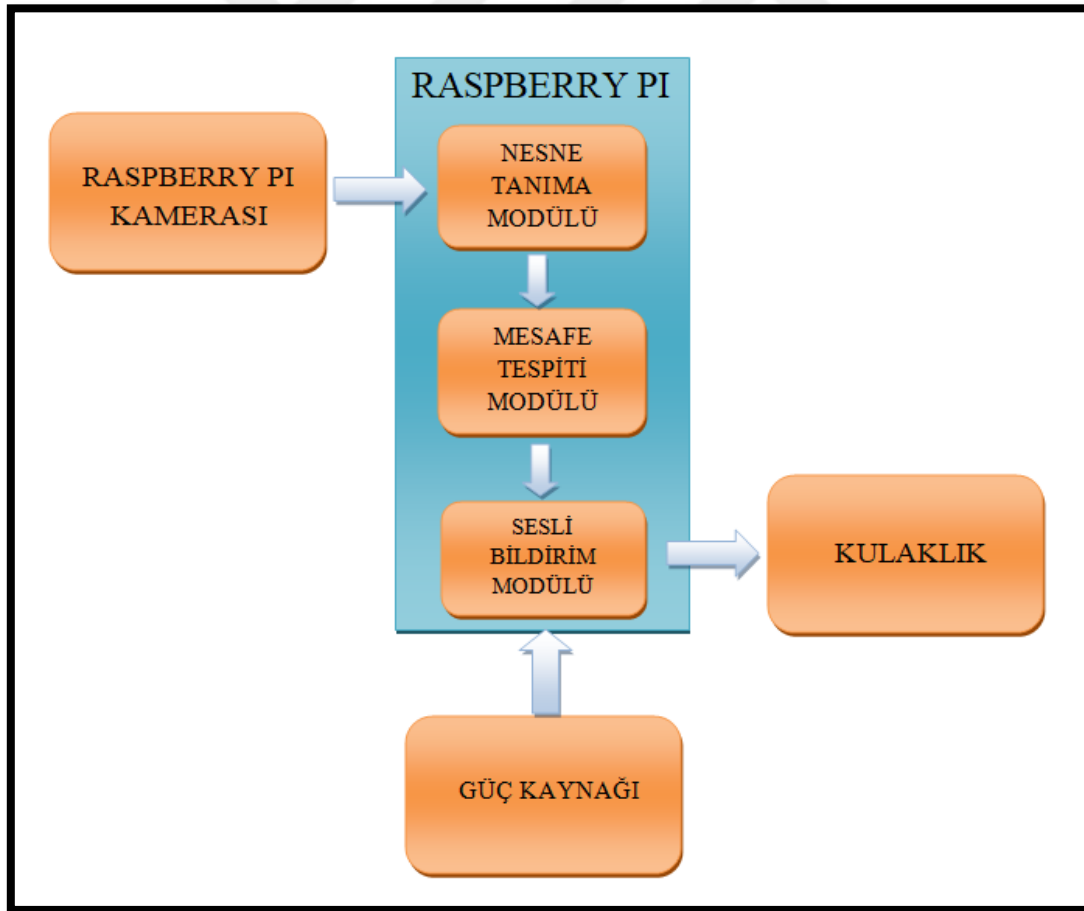 RASPBERRY PI
RASPBERRY PI
KAMERASI
NESNE
TANIMA
MODÜLÜ
MESAFE
TESPİTİ
MODÜLÜ
SESLİ
BİLDİRİM
MODÜLÜ
KULAKLIK
GÜÇ KAYNAĞI